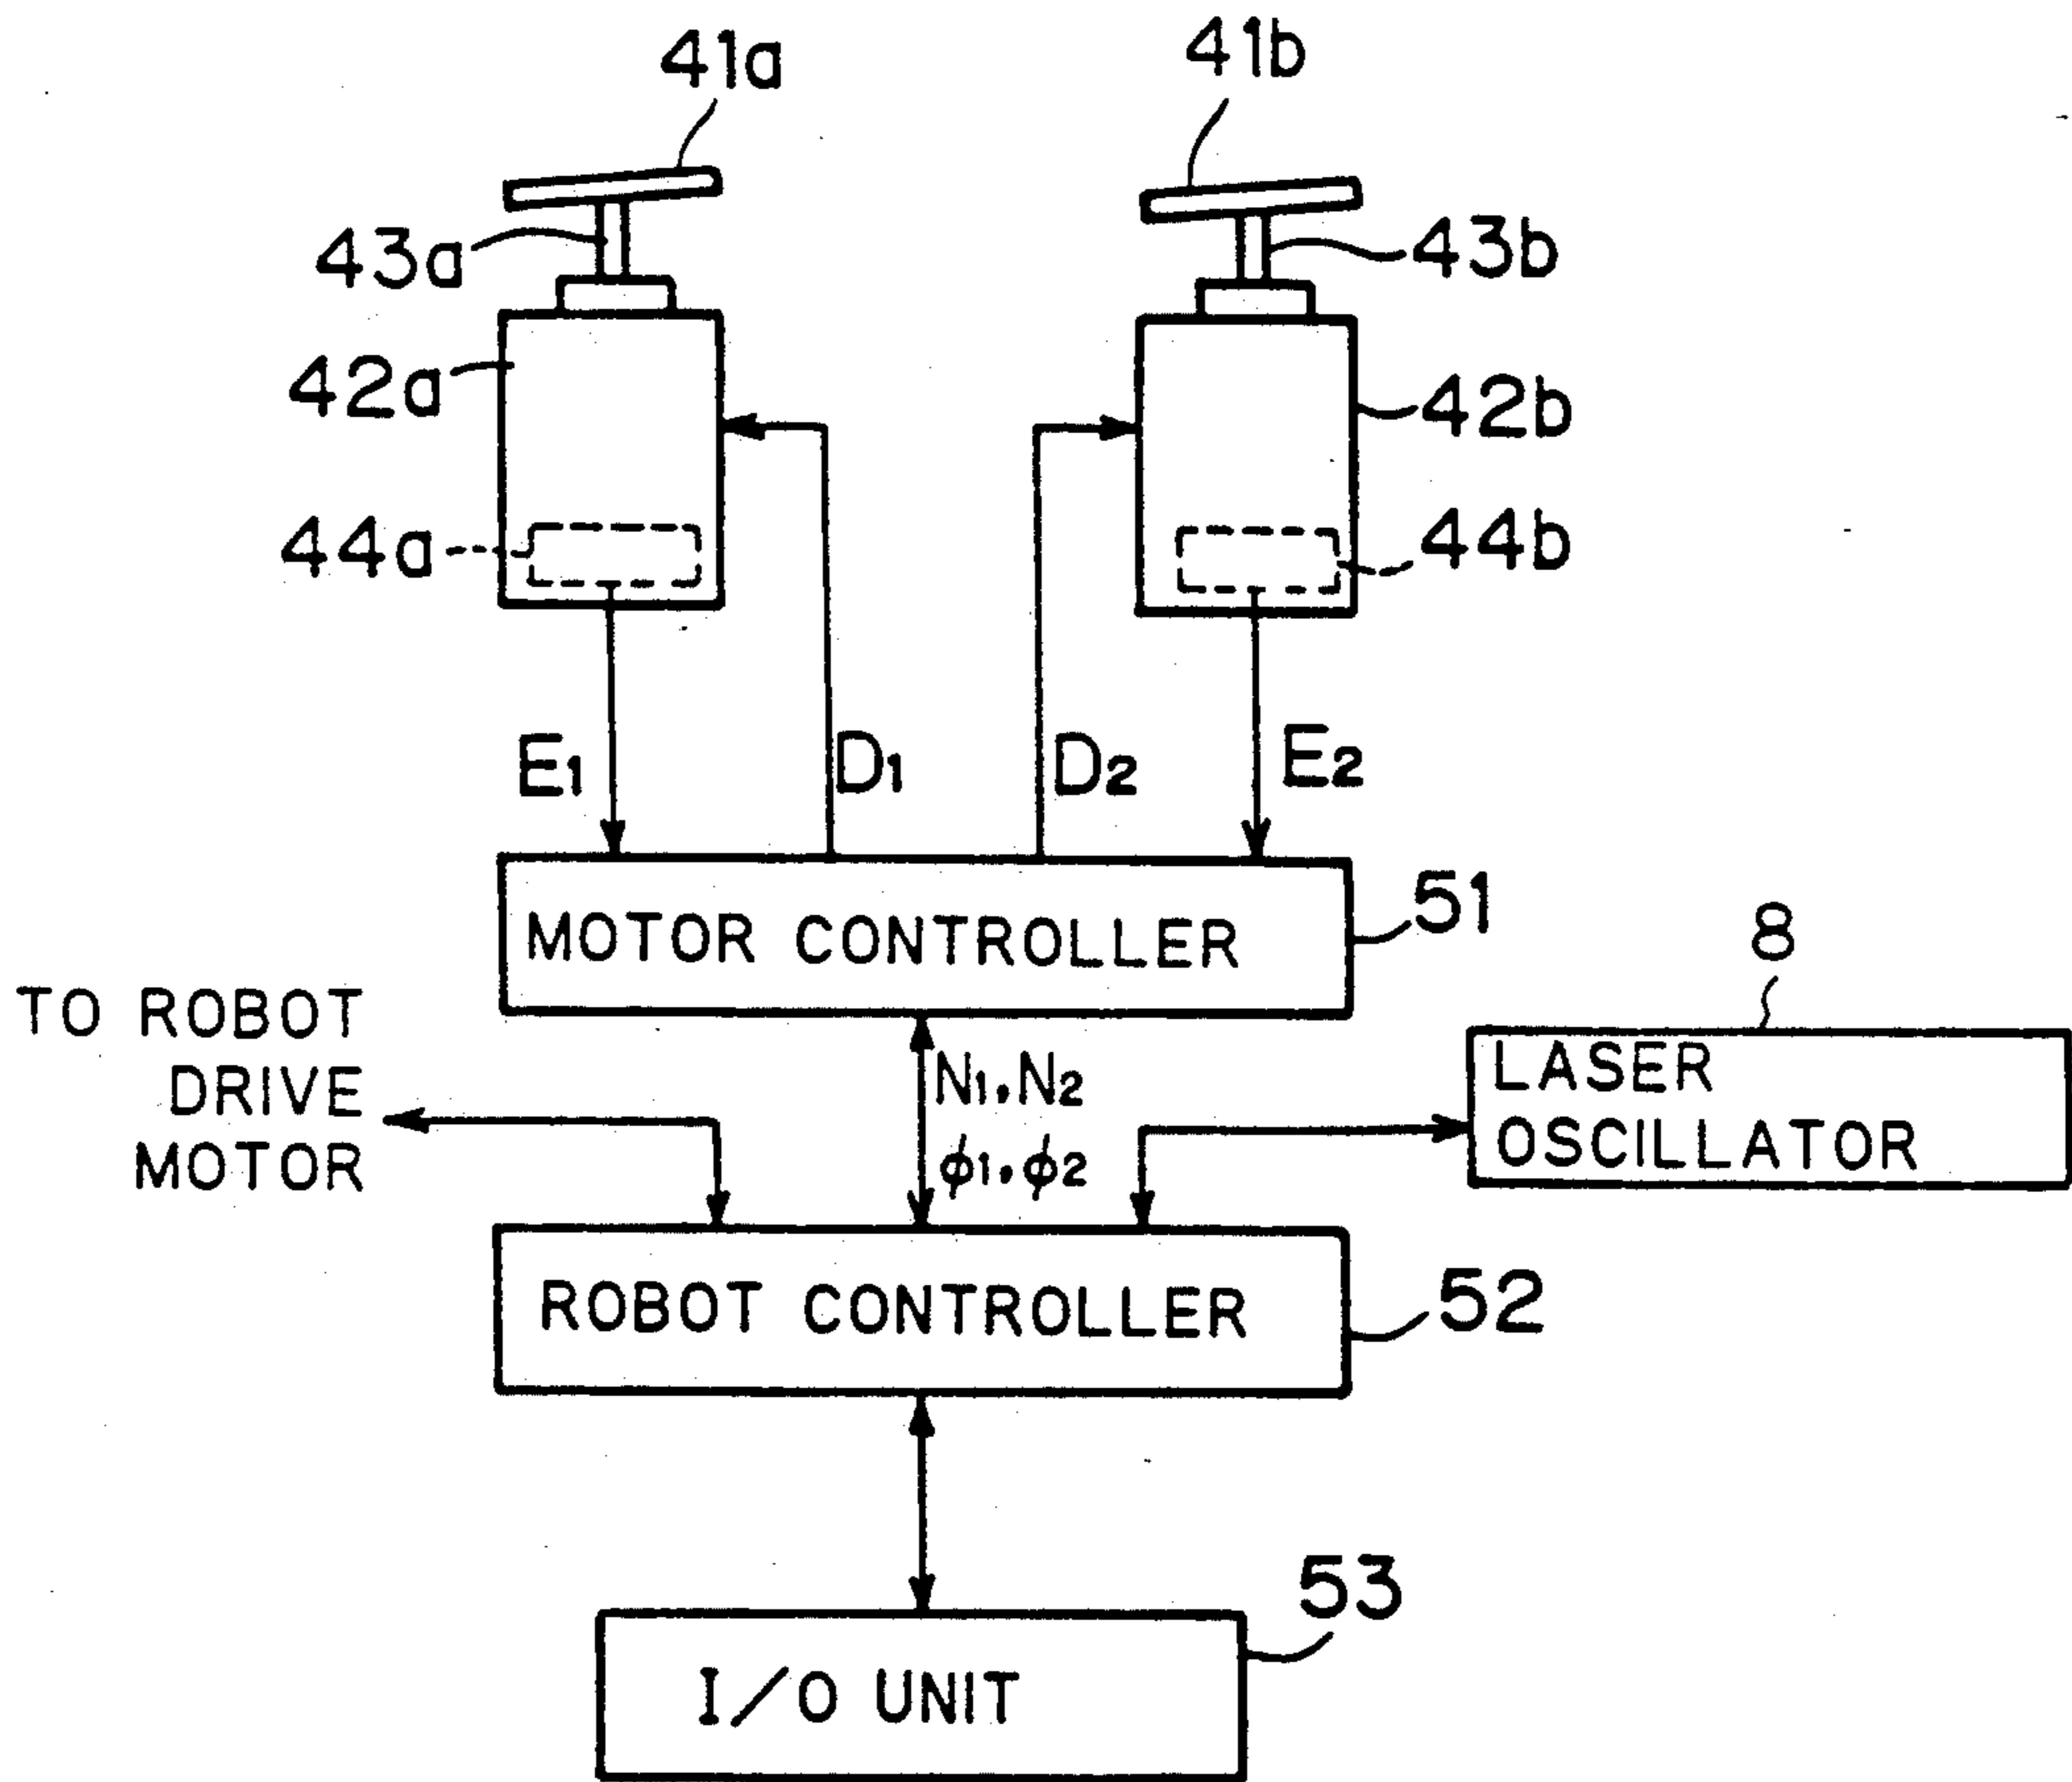 41a
41b
43a
43b
42a
42b
44a
44b
E1
D1
D2
E2
MOTOR CONTROLLER
51
8
TO ROBOT
DRIVE
MOTOR
N1, N2
ϕ1, ϕ2
LASER
OSCILLATOR
ROBOT CONTROLLER
52
53
I/O UNIT